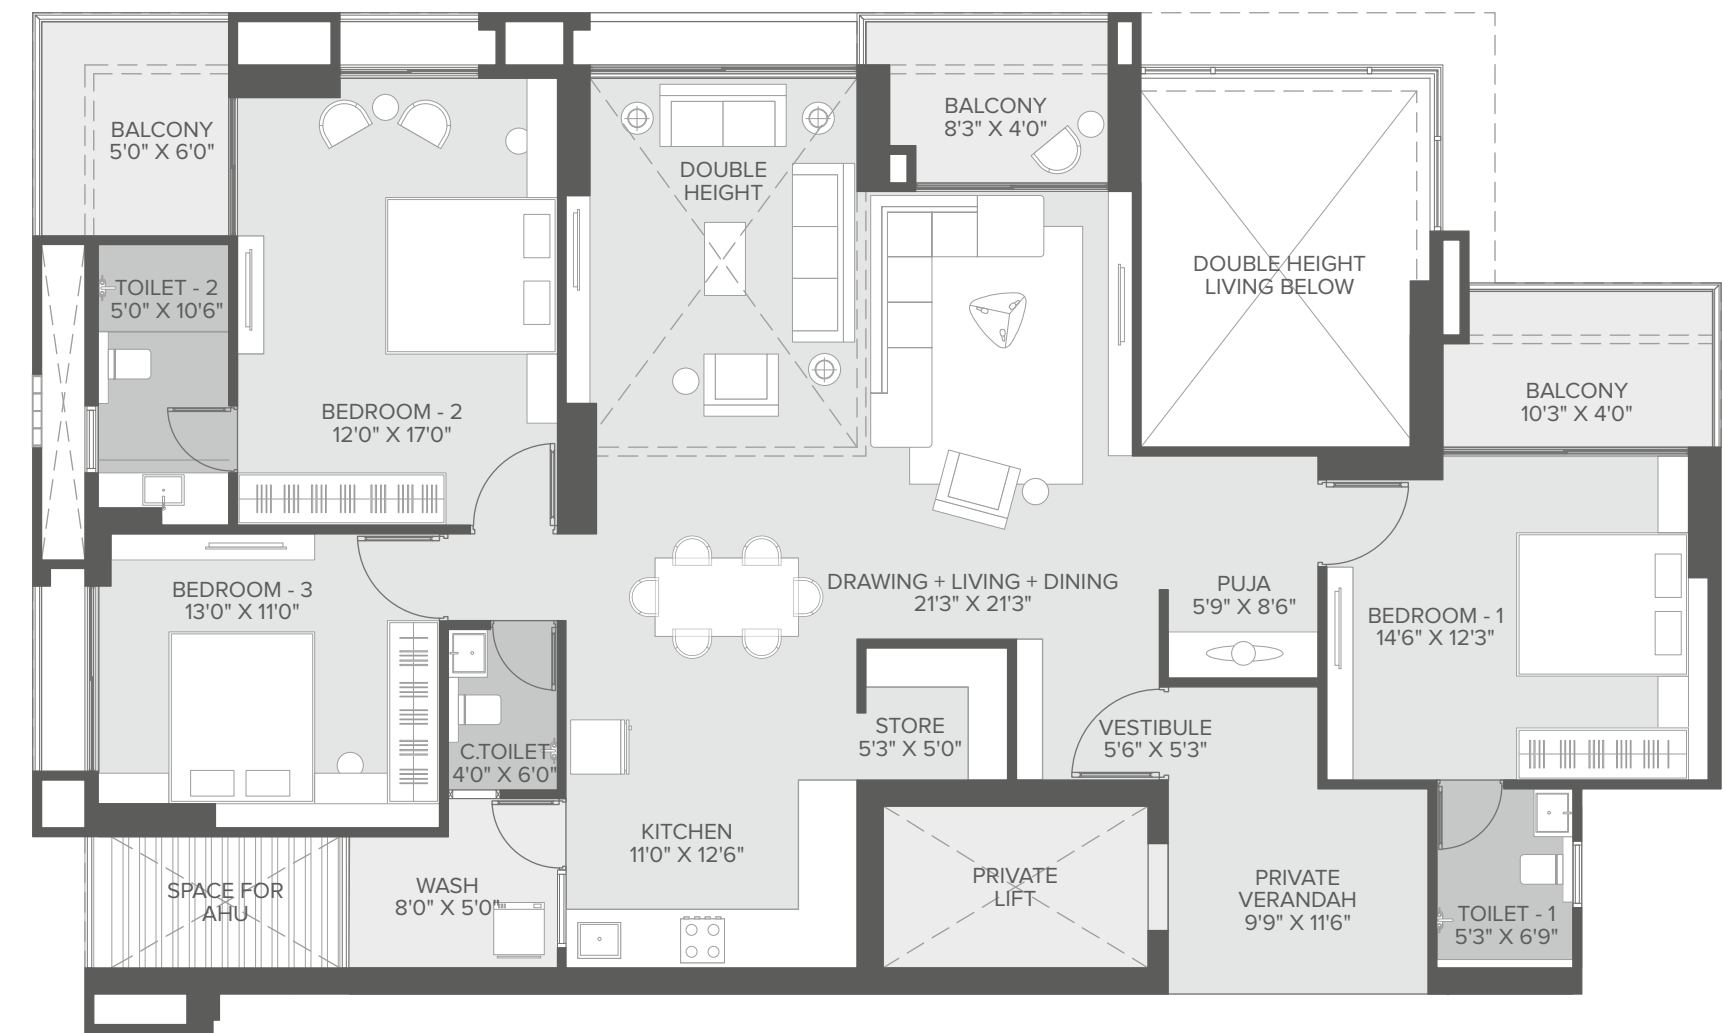 BALCONY
5'0" X 6'0"
BALCONY
8'3" X 4'0"
DOUBLE
HEIGHT
DOUBLE HEIGHT
LIVING BELOW
TOILET - 2
5'0" X 10'6"
BEDROOM - 2
12'0" X 17'0"
BALCONY
10'3" X 4'0"
BEDROOM - 3
13'0" X 11'0"
DRAWING + LIVING + DINING
21'3" X 21'3"
PUJA
5'9" X 8'6"
BEDROOM - 1
14'6" X 12'3"
C.TOILET
4'0" X 6'0"
STORE
5'3" X 5'0"
VESTIBULE
5'6" X 5'3"
KITCHEN
11'0" X 12'6"
SPACE FOR
AHU
WASH
8'0" X 5'0"
PRIVATE
LIFT
PRIVATE
VERANDAH
9'9" X 11'6"
TOILET - 1
5'3" X 6'9"